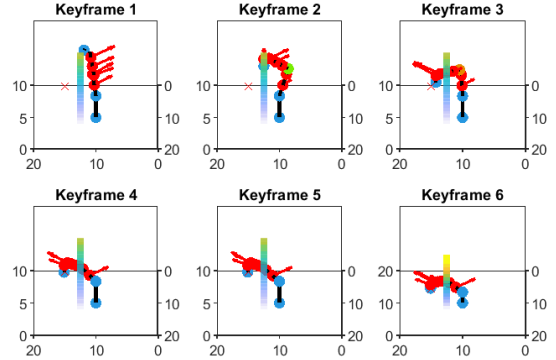 Keyframe 1 Keyframe 2 Keyframe 3
10 0 10 0 10 0
5 10 5 10 5 10
0 20 0 20 0 20
20 10 0 20 10 0 20 10 0
Keyframe 4 Keyframe 5 Keyframe 6
10 0 10 0 20 0
5 10 5 10 10 10
0 20 0 20 0 20
20 10 0 20 10 0 20 10 0